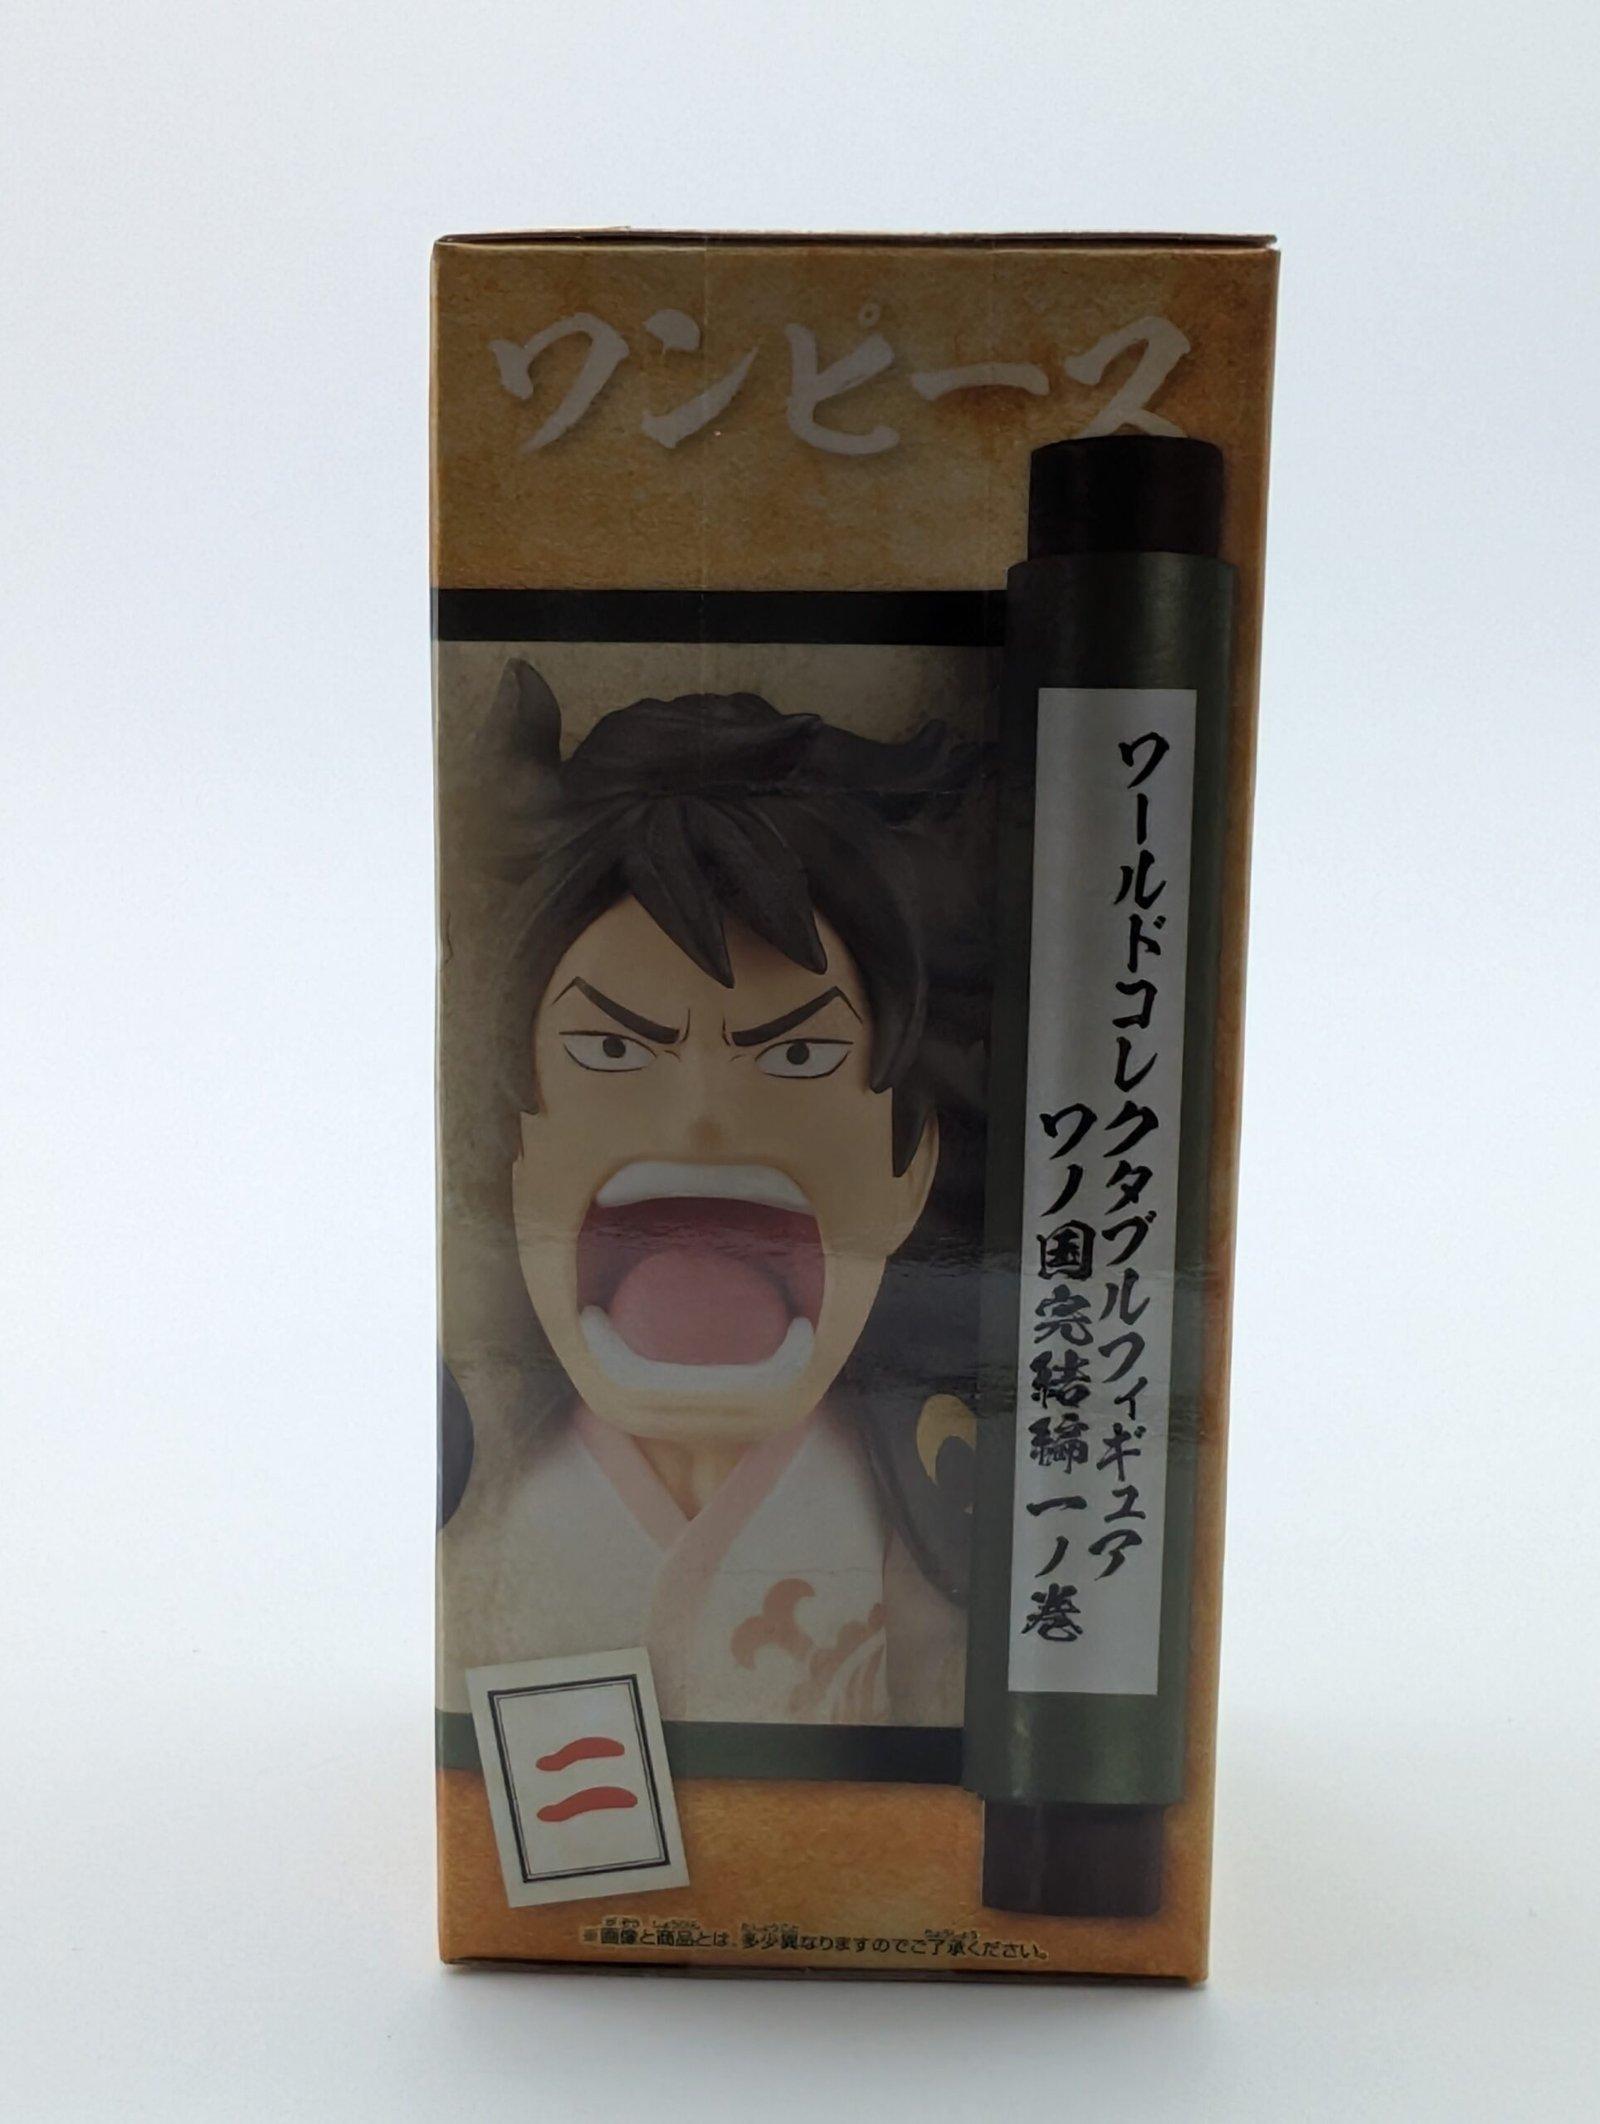 ワンピース
ワールドコレクタブルフィギュア
ワノ国完結編 一ノ巻
二
※画像と商品とは、多少異なりますのでご了承ください。